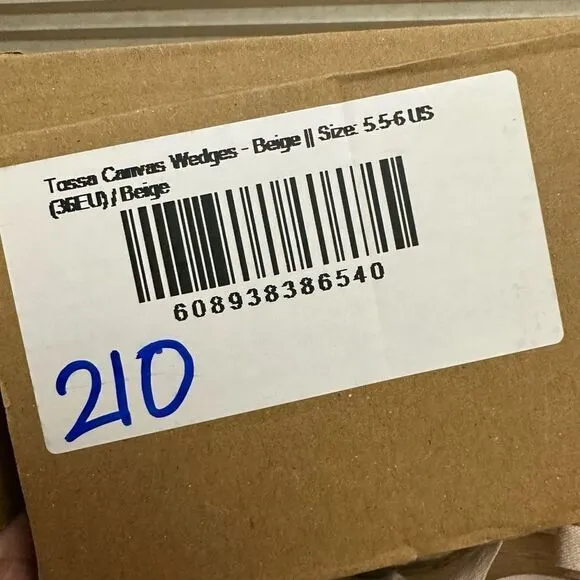 Tossa Canvas Wedges - Beige || Size: 5.5-6 US
(36EU) / Beige
608938386540
210